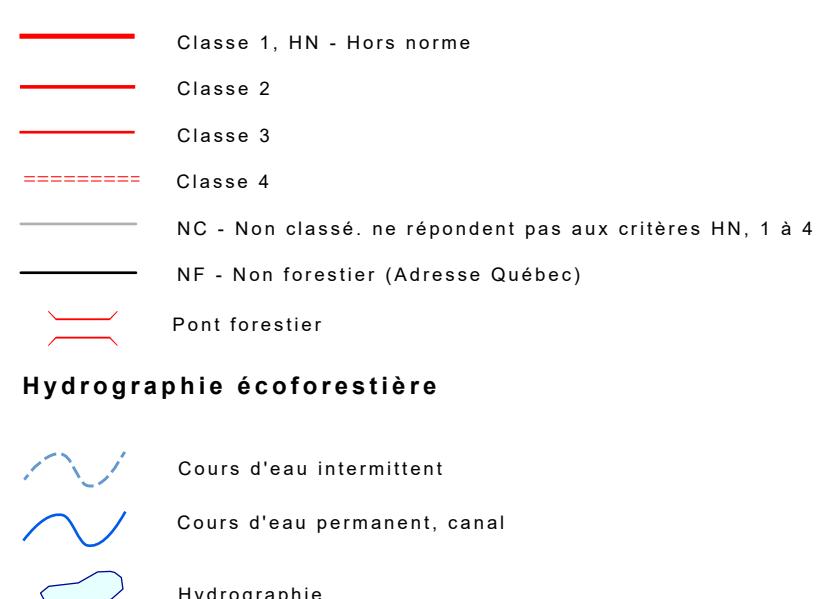 Classe 1, HN - Hors norme
Classe 2
Classe 3
Classe 4
NC - Non classé. ne répondent pas aux critères HN, 1 à 4
NF - Non forestier (Adresse Québec)
Pont forestier
Hydrographie écoforestière
Cours d'eau intermittent
Cours d'eau permanent, canal
Hydrographie